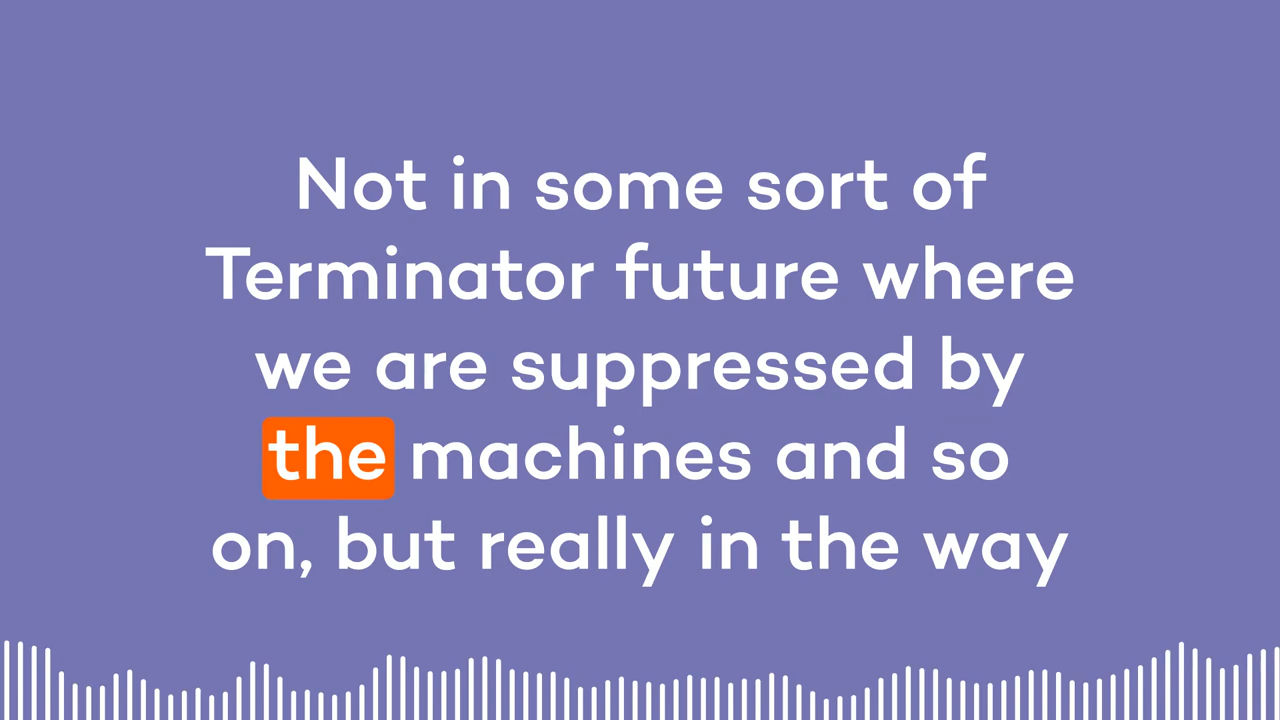 Not in some sort of
Terminator future where
we are suppressed by
the machines and so
on, but really in the way